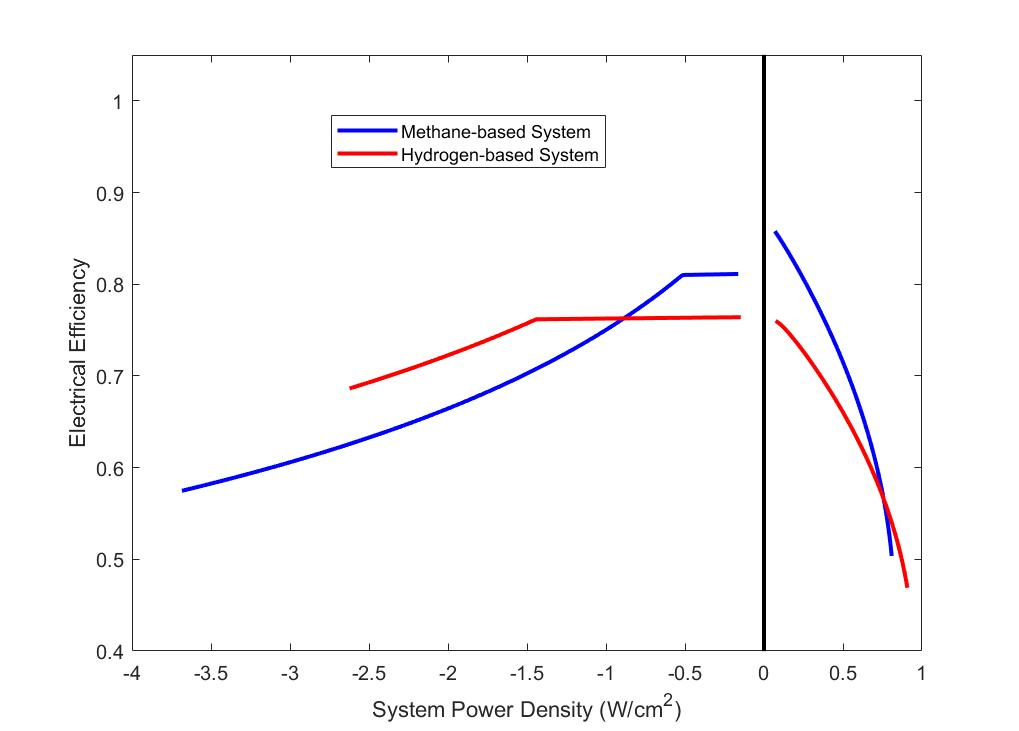 1
0.9
0.8
0.7
0.6
0.5
0.4
Electrical Efficiency
Methane-based System
Hydrogen-based System
-4 -3.5 -3 -2.5 -2 -1.5 -1 -0.5 0 0.5 1
System Power Density (W/cm²)